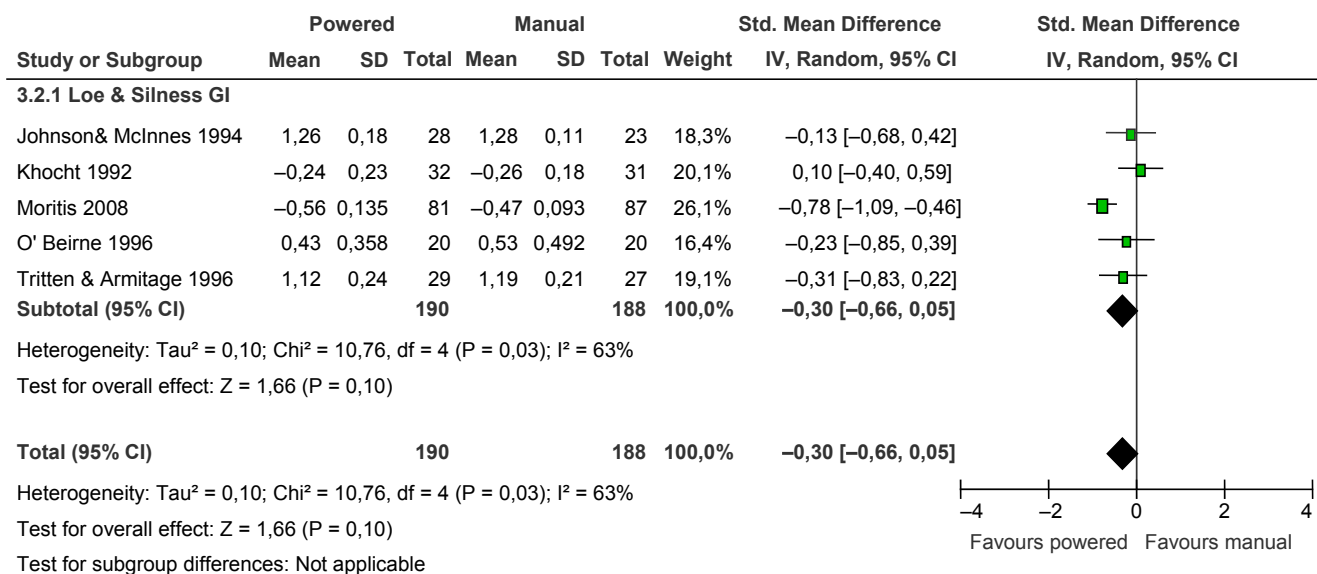 Powered Manual Std. Mean Difference Std. Mean Difference
Study or Subgroup Mean SD Total Mean SD Total Weight IV, Random, 95% CI IV, Random, 95% CI
3.2.1 Loe & Silness GI
Johnson& McInnes 1994 1,26 0,18 28 1,28 0,11 23 18,3% –0,13 [–0,68, 0,42]
Khocht 1992 –0,24 0,23 32 –0,26 0,18 31 20,1% 0,10 [–0,40, 0,59]
Moritis 2008 –0,56 0,135 81 –0,47 0,093 87 26,1% –0,78 [–1,09, –0,46]
O' Beirne 1996 0,43 0,358 20 0,53 0,492 20 16,4% –0,23 [–0,85, 0,39]
Tritten & Armitage 1996 1,12 0,24 29 1,19 0,21 27 19,1% –0,31 [–0,83, 0,22]
Subtotal (95% CI) 190 188 100,0% –0,30 [–0,66, 0,05]
Heterogeneity: Tau² = 0,10; Chi² = 10,76, df = 4 (P = 0,03); I² = 63%
Test for overall effect: Z = 1,66 (P = 0,10)
Total (95% CI) 190 188 100,0% –0,30 [–0,66, 0,05]
Heterogeneity: Tau² = 0,10; Chi² = 10,76, df = 4 (P = 0,03); I² = 63%
Test for overall effect: Z = 1,66 (P = 0,10)
Test for subgroup differences: Not applicable
–4 –2 0 2 4
Favours powered Favours manual